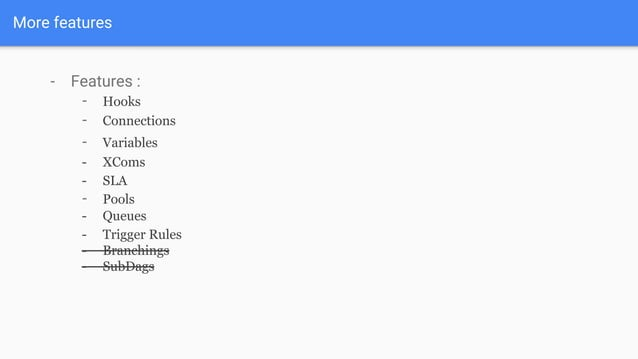 More features
- Features :
- Hooks
- Connections
- Variables
- XComs
- SLA
- Pools
- Queues
- Trigger Rules
- Branchings
- SubDags